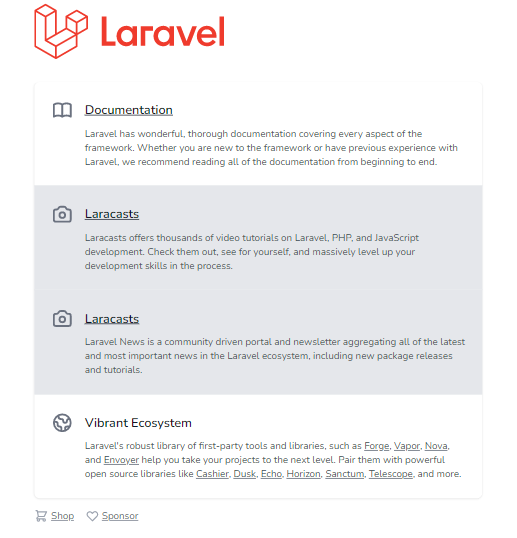 Laravel
Documentation
Laravel has wonderful, thorough documentation covering every aspect of the
framework. Whether you are new to the framework or have previous experience with
Laravel, we recommend reading all of the documentation from beginning to end.
Laracasts
Laracasts offers thousands of video tutorials on Laravel, PHP, and JavaScript
development. Check them out, see for yourself, and massively level up your
development skills in the process.
Laracasts
Laravel News is a community driven portal and newsletter aggregating all of the latest
and most important news in the Laravel ecosystem, including new package releases
and tutorials.
Vibrant Ecosystem
Laravel's robust library of first-party tools and libraries, such as Forge, Vapor, Nova,
and Envoyer help you take your projects to the next level. Pair them with powerful
open source libraries like Cashier, Dusk, Echo, Horizon, Sanctum, Telescope, and more.
Shop Sponsor